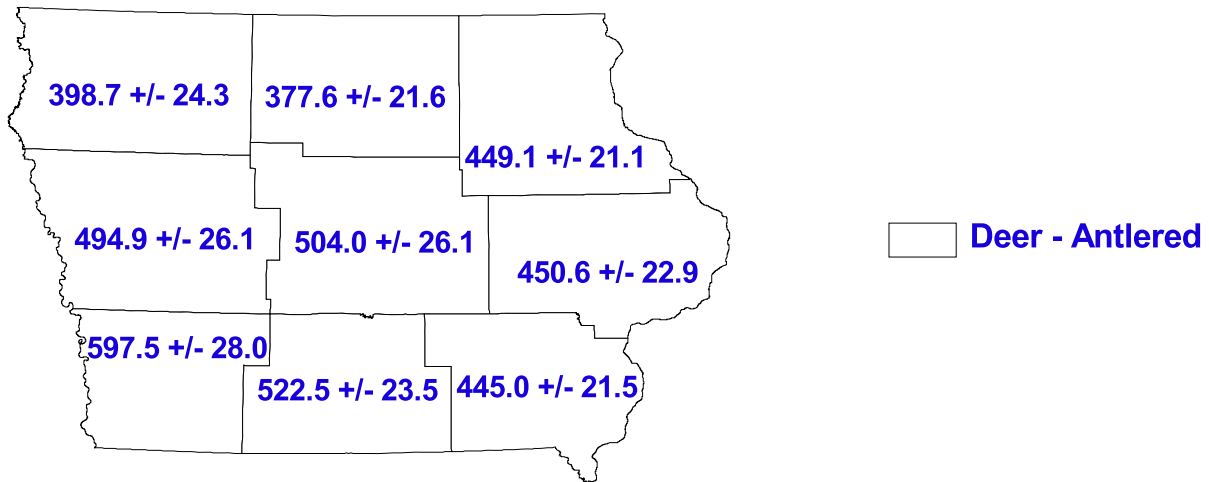 398.7 +/- 24.3
377.6 +/- 21.6
449.1 +/- 21.1
494.9 +/- 26.1
504.0 +/- 26.1
450.6 +/- 22.9
597.5 +/- 28.0
522.5 +/- 23.5
445.0 +/- 21.5
Deer - Antlered